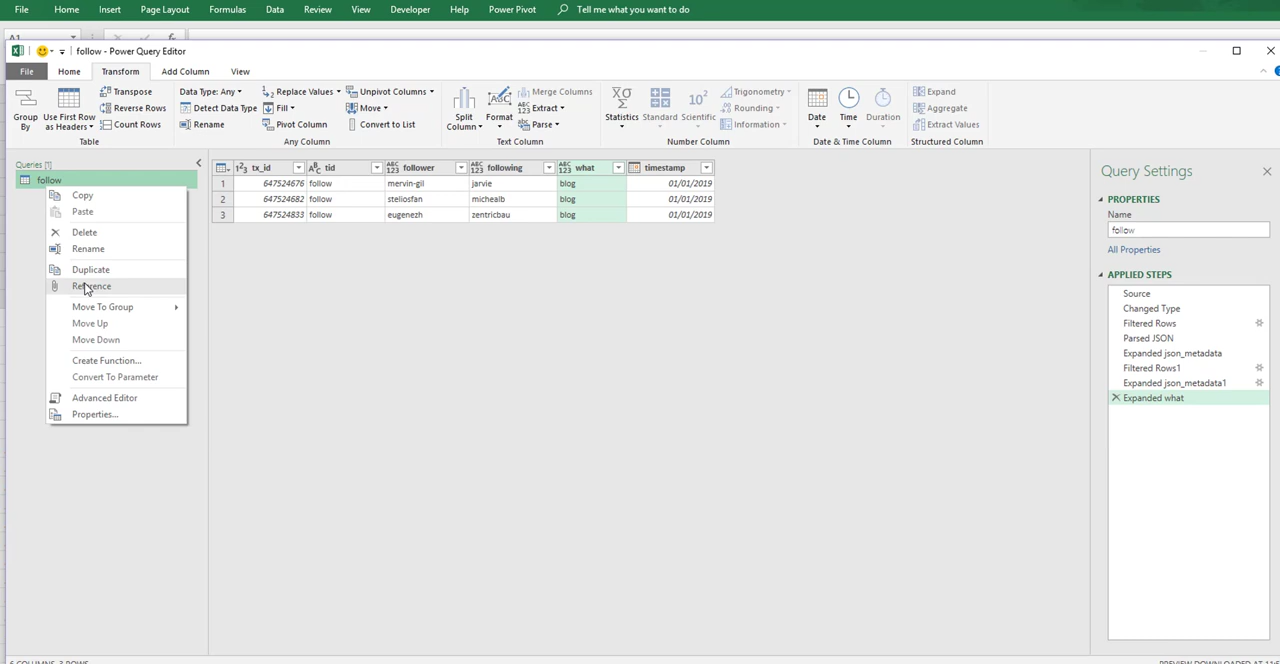 File Home Insert Page Layout Formulas Data Review View Developer Help Power Pivot Tell me what you want to do
A1
follow - Power Query Editor
File Home Transform Add Column View
Group By
Use First Row as Headers
Transpose
Reverse Rows
Count Rows
Table
Data Type: Any
Detect Data Type
Rename
Replace Values
Fill
Pivot Column
Unpivot Columns
Move
Convert to List
Any Column
Split Column
Format
Merge Columns
Extract
Parse
Text Column
Statistics
Standard
Scientific
Trigonometry
Rounding
Information
Number Column
Date
Time
Duration
Date & Time Column
Expand
Aggregate
Extract Values
Structured Column
Queries [1]
follow
Copy
Paste
Delete
Rename
Duplicate
Reference
Move To Group
Move Up
Move Down
Create Function...
Convert To Parameter
Advanced Editor
Properties...
tx_id tid follower following what timestamp
1 647524676 follow mervin-gil jarvie blog 01/01/2019
2 647524682 follow steliosfan michealb blog 01/01/2019
3 647524833 follow eugenezh zentricbau blog 01/01/2019
Query Settings
PROPERTIES
Name
follow
All Properties
APPLIED STEPS
Source
Changed Type
Filtered Rows
Parsed JSON
Expanded json_metadata
Filtered Rows1
Expanded json_metadata1
Expanded what
6 COLUMNS, 3 ROWS